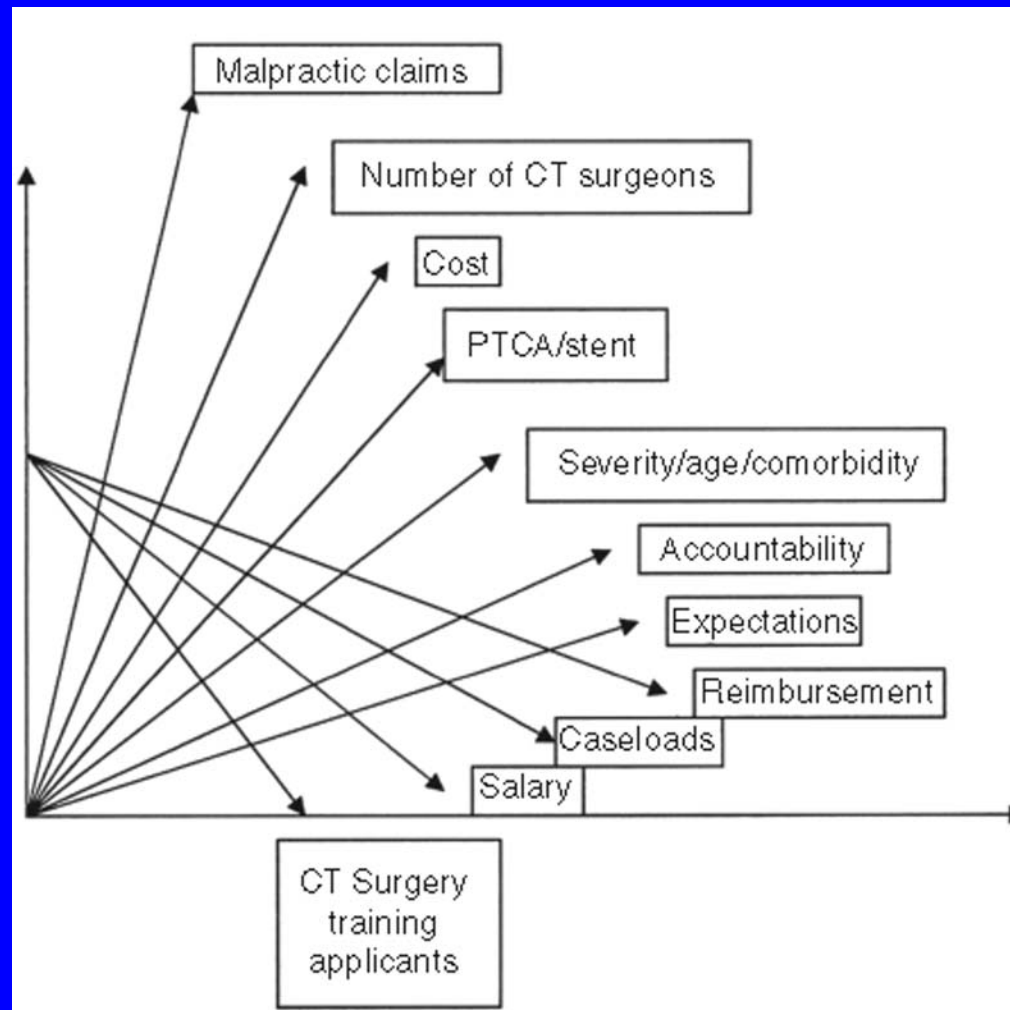 Malpractic claims
Number of CT surgeons
Cost
PTCA/stent
Severity/age/comorbidity
Accountability
Expectations
Reimbursement
Caseloads
Salary
CT Surgery
training
applicants